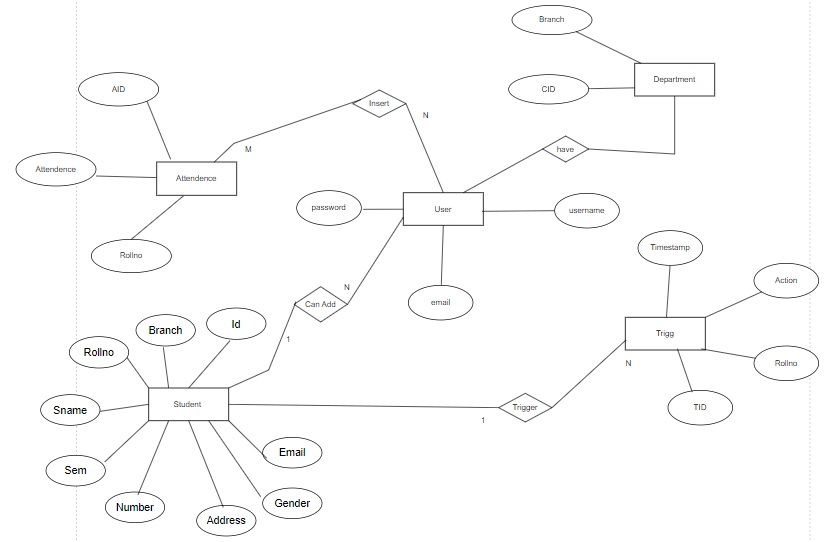 Branch
Department
CID
AID
Insert
N
M
have
Attendence
Attendence
password
User
username
Rollno
Timestamp
Action
N
Can Add
email
Id
Branch
1
Trigg
Rollno
N
Rollno
Sname
Student
Trigger
TID
1
Email
Sem
Number
Gender
Address